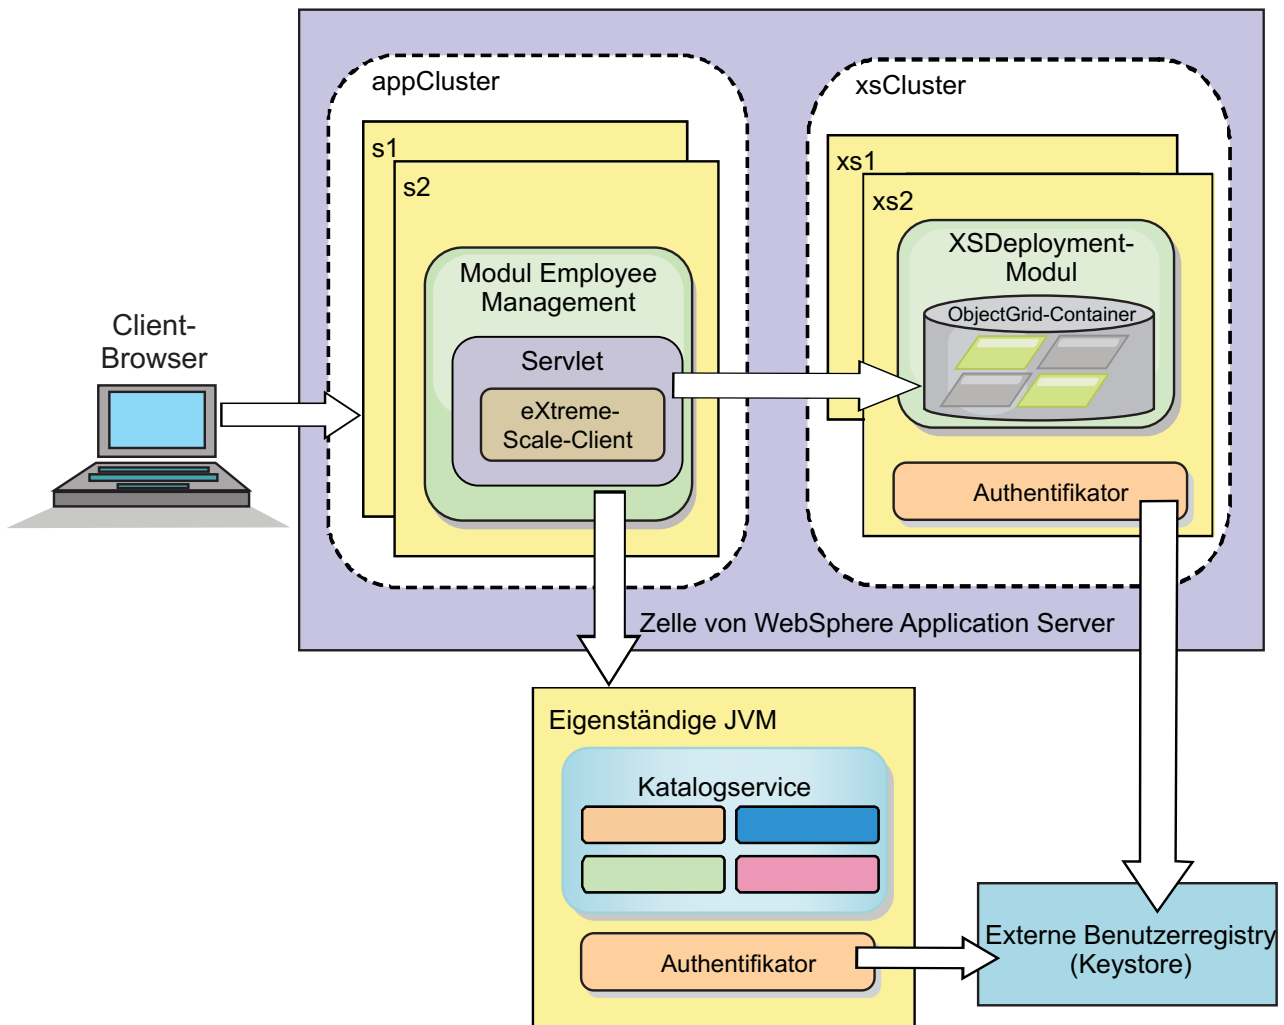 appCluster
xsCluster
s1
s2
xs1
xs2
Modul Employee
Management
Servlet
eXtreme-
Scale-Client
XSDeployment-
Modul
ObjectGrid-Container
Authentifikator
Client-
Browser
Zelle von WebSphere Application Server
Eigenständige JVM
Katalogservice
Authentifikator
Externe Benutzerregistry
(Keystore)